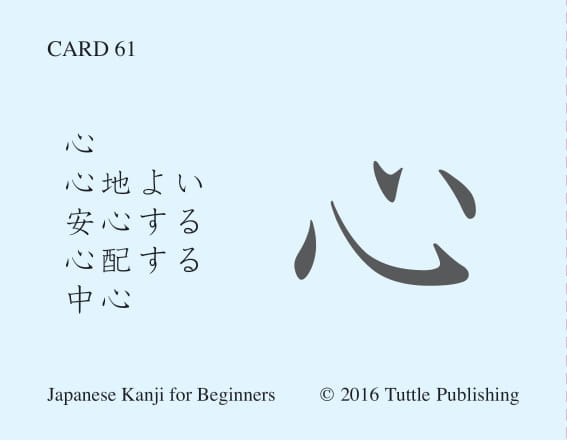 CARD 61
心
心地よい
安心する
心配する
中心
心
Japanese Kanji for Beginners
© 2016 Tuttle Publishing